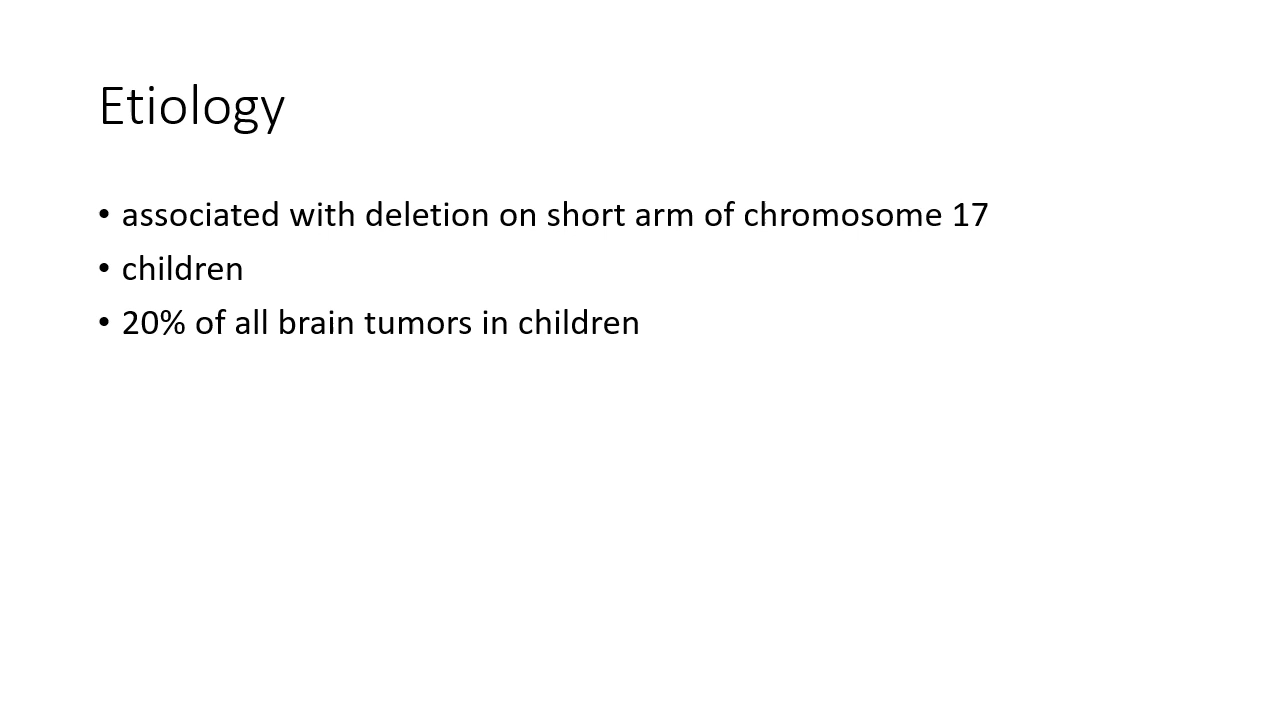 Etiology
• associated with deletion on short arm of chromosome 17
• children
• 20% of all brain tumors in children